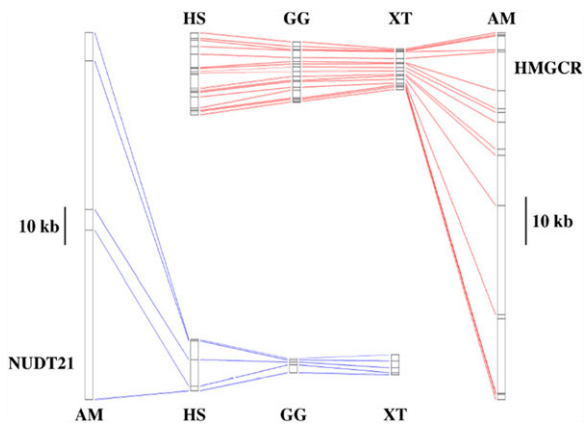 HS GG XT AM
HMGCR
10 kb
10 kb
NUDT21
AM HS GG XT